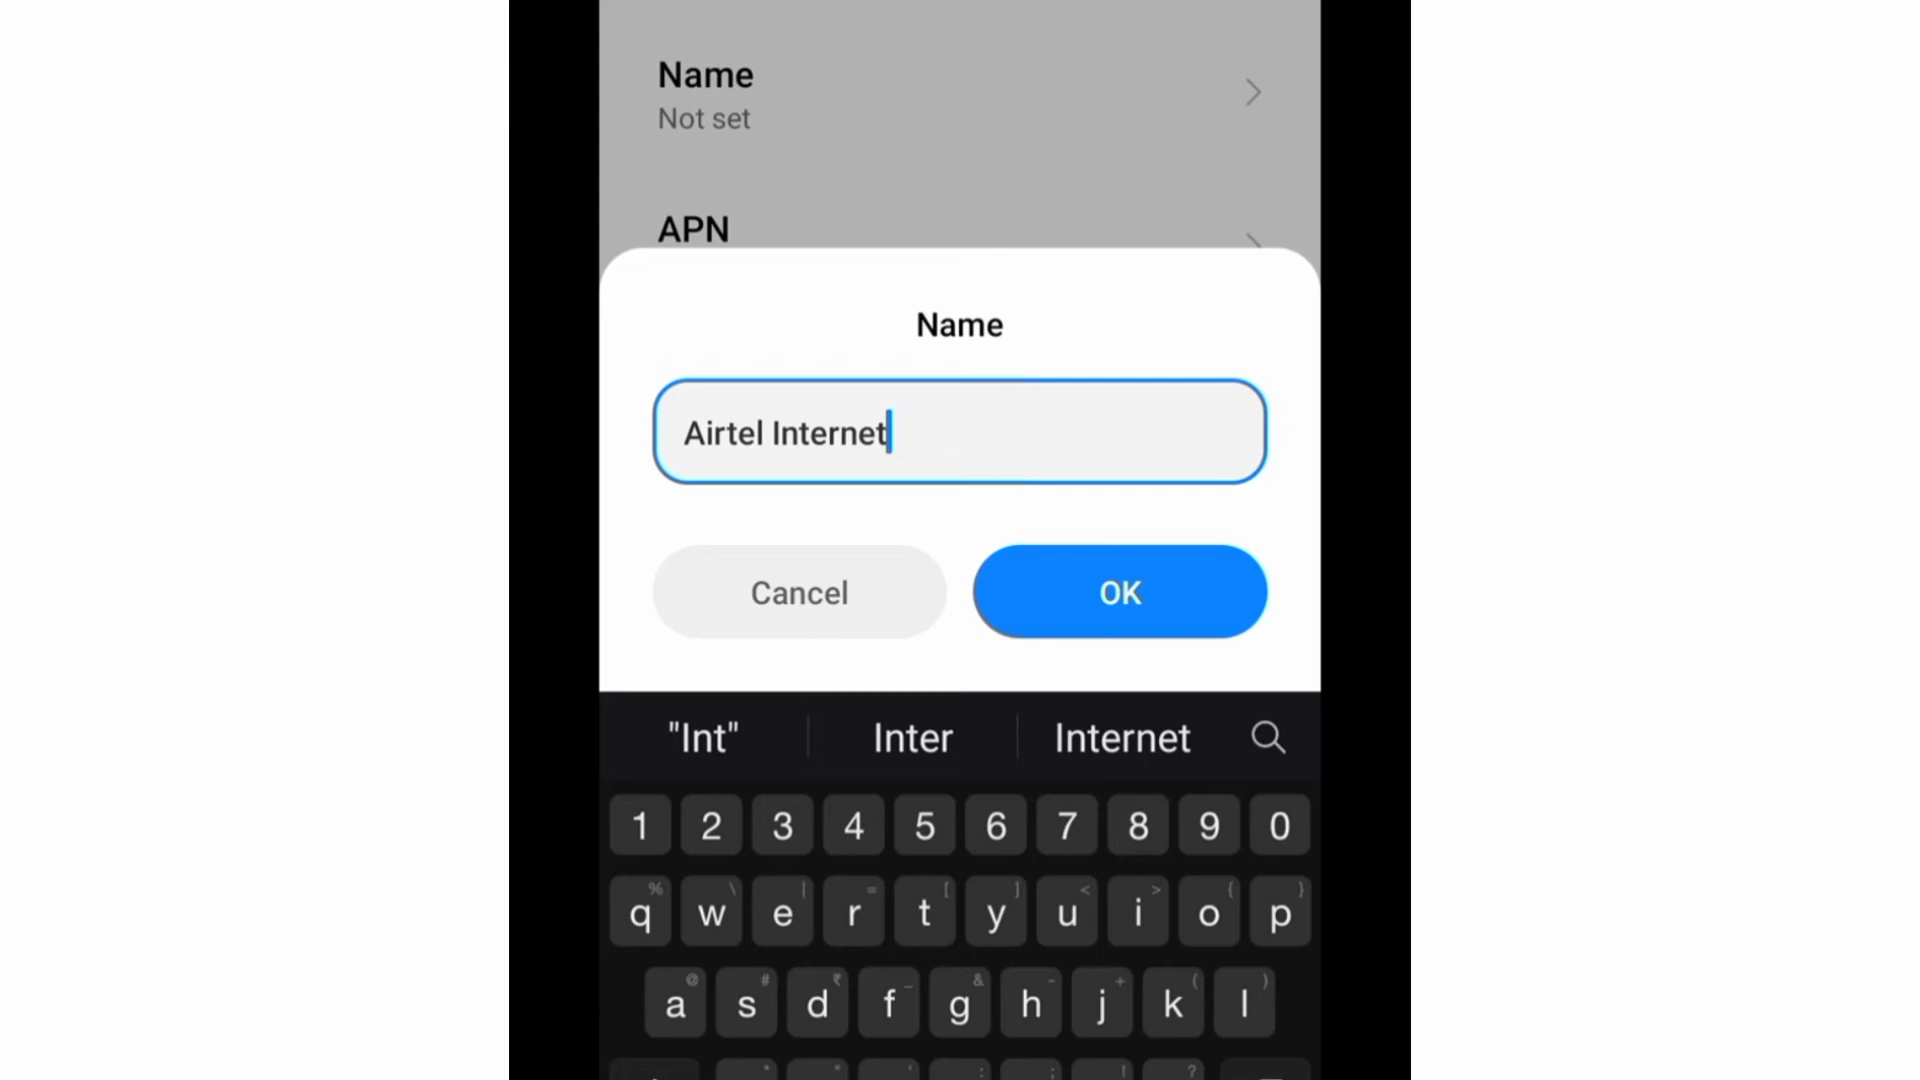 Name
Not set
APN
Name
Airtel Internet
Cancel
OK
"Int" Inter Internet
1 2 3 4 5 6 7 8 9 0
% \ | = [ ] < > { }
q w e r t y u i o p
@ # ₹ _ & - + ( )
a s d f g h j k l